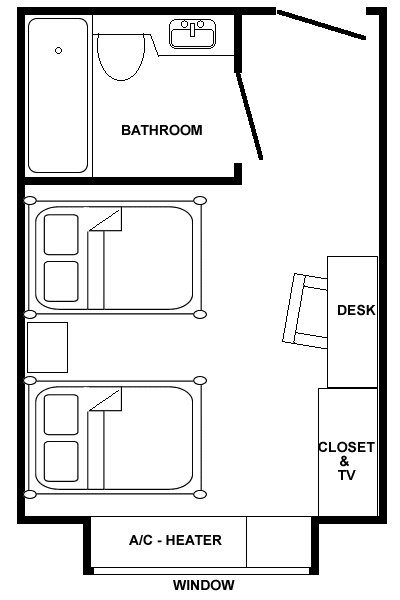 BATHROOM
DESK
CLOSET
&
TV
A/C - HEATER
WINDOW